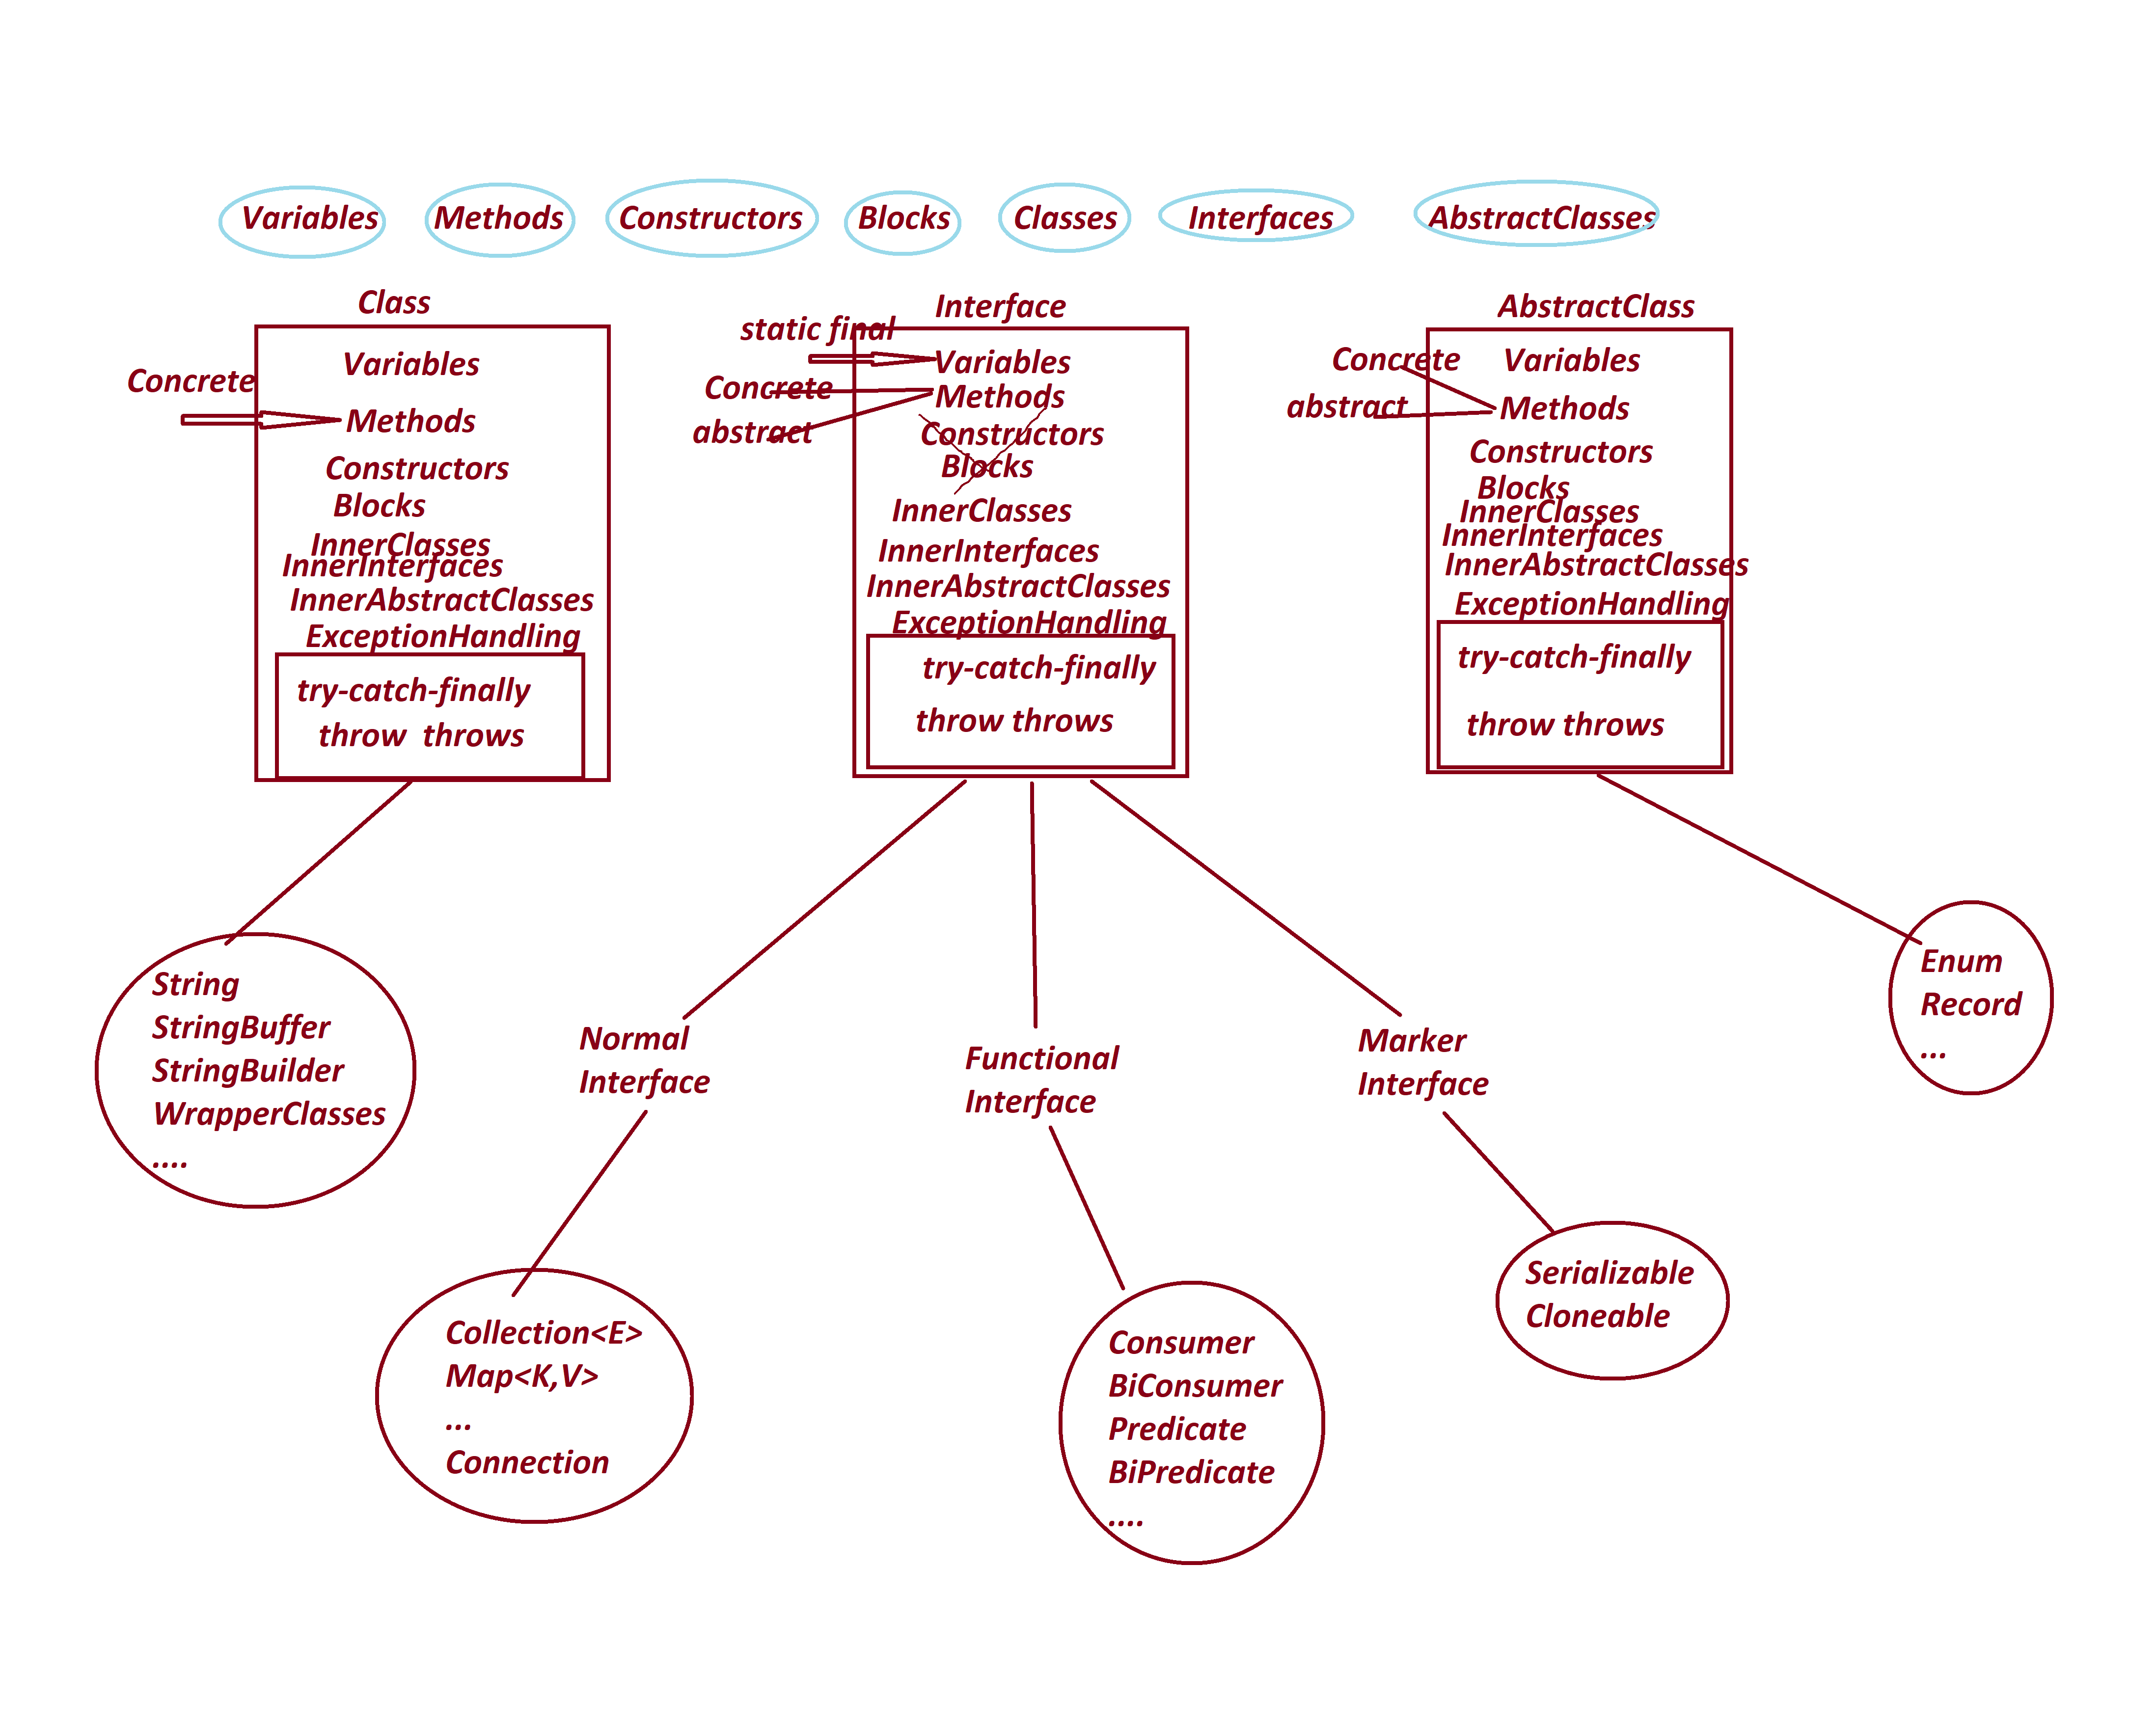 Variables Methods Constructors Blocks Classes Interfaces AbstractClasses
Class
Concrete
Variables
Methods
Constructors
Blocks
InnerClasses
InnerInterfaces
InnerAbstractClasses
ExceptionHandling
try-catch-finally
throw throws
Interface
static final
Concrete
abstract
Variables
Methods
Constructors
Blocks
InnerClasses
InnerInterfaces
InnerAbstractClasses
ExceptionHandling
try-catch-finally
throw throws
AbstractClass
Concrete
abstract
Variables
Methods
Constructors
Blocks
InnerClasses
InnerInterfaces
InnerAbstractClasses
ExceptionHandling
try-catch-finally
throw throws
String
StringBuffer
StringBuilder
WrapperClasses
....
Normal
Interface
Functional
Interface
Marker
Interface
Enum
Record
...
Collection<E>
Map<K,V>
...
Connection
Consumer
BiConsumer
Predicate
BiPredicate
....
Serializable
Cloneable